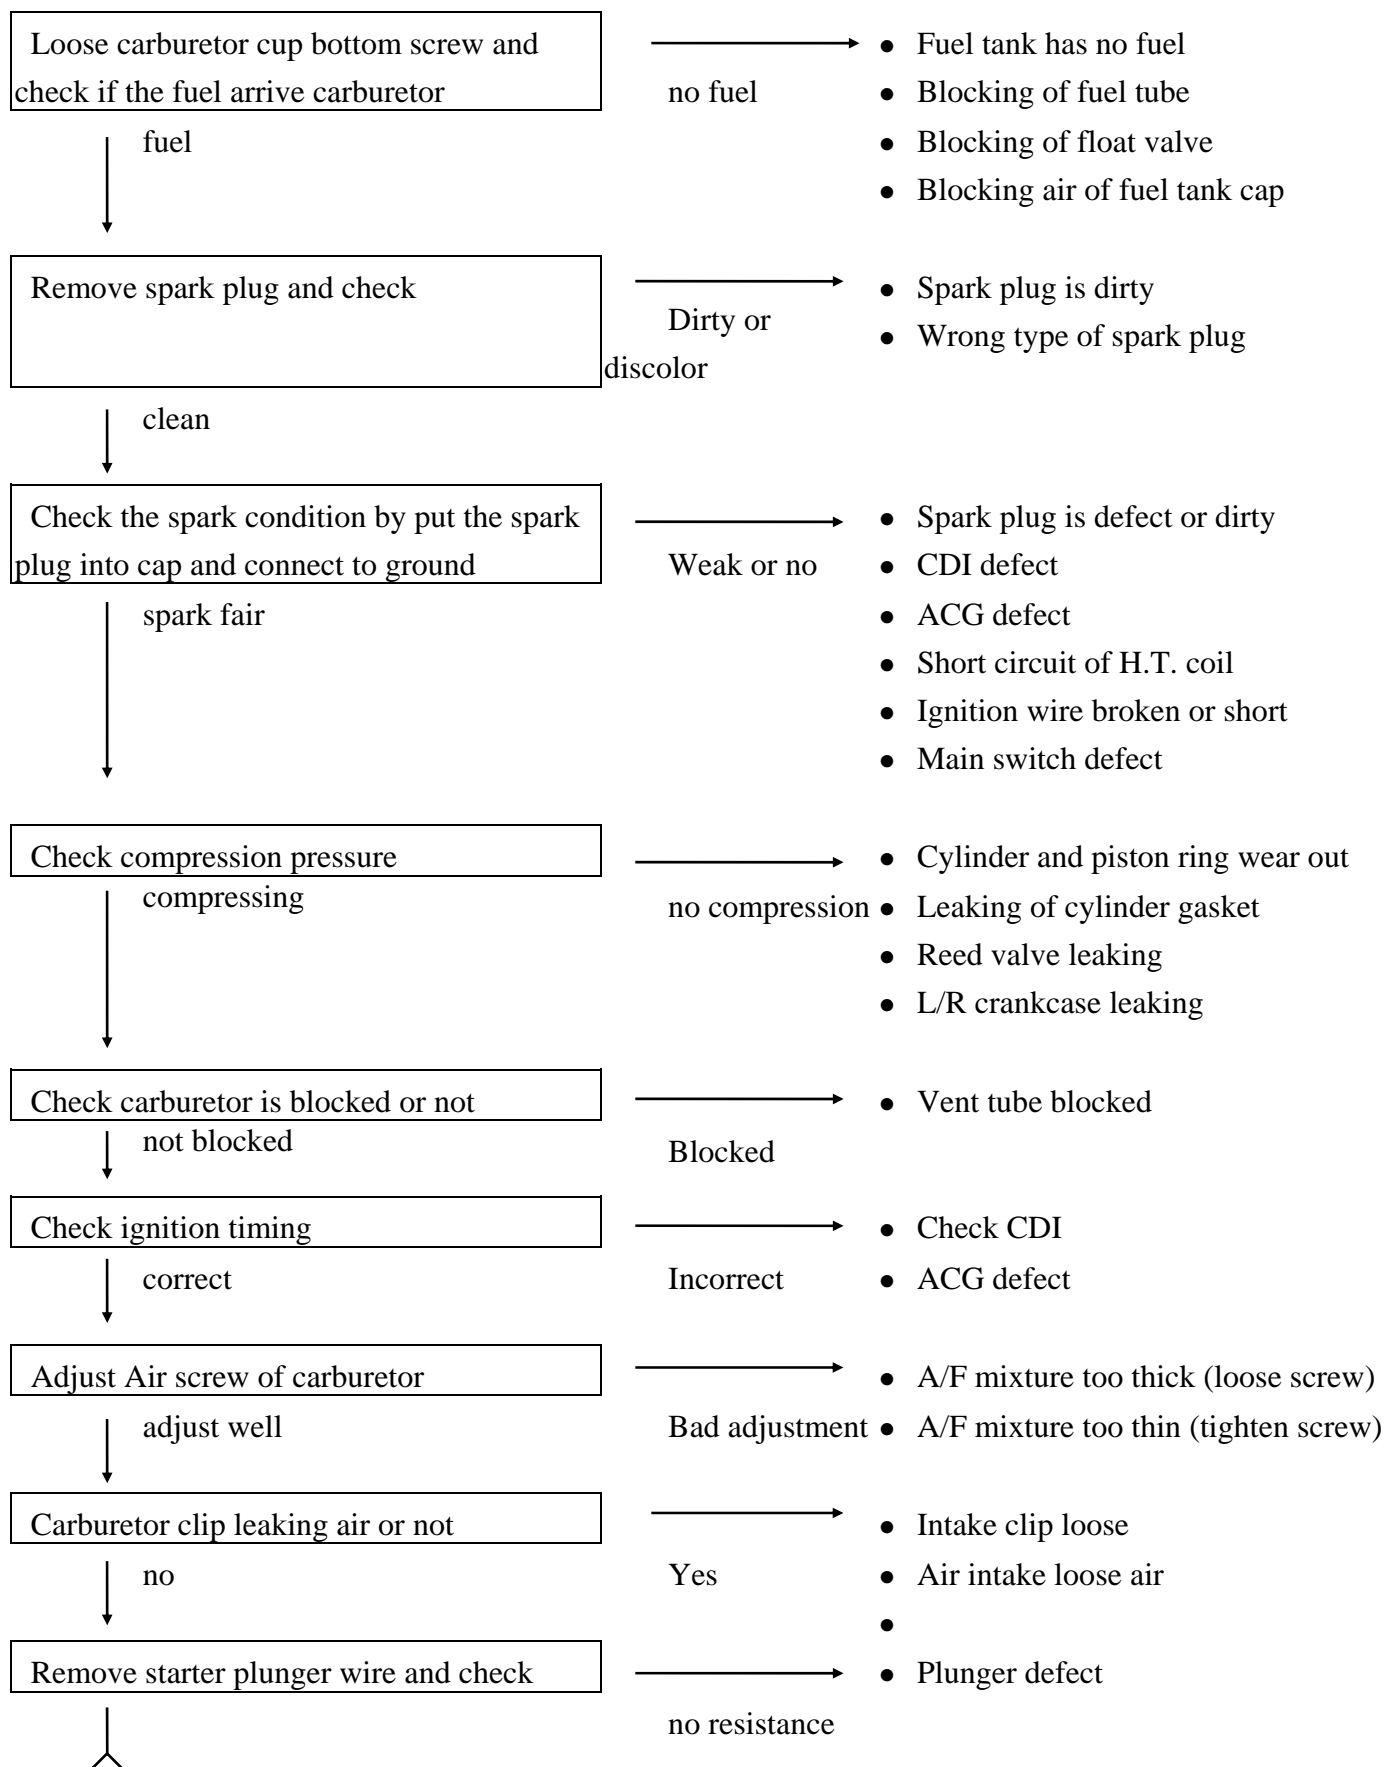 Loose carburetor cup bottom screw and
check if the fuel arrive carburetor
no fuel
● Fuel tank has no fuel
● Blocking of fuel tube
● Blocking of float valve
● Blocking air of fuel tank cap
fuel
Remove spark plug and check
Dirty or
discolor
● Spark plug is dirty
● Wrong type of spark plug
clean
Check the spark condition by put the spark
plug into cap and connect to ground
Weak or no
● Spark plug is defect or dirty
● CDI defect
● ACG defect
● Short circuit of H.T. coil
● Ignition wire broken or short
● Main switch defect
spark fair
Check compression pressure
no compression
● Cylinder and piston ring wear out
● Leaking of cylinder gasket
● Reed valve leaking
● L/R crankcase leaking
compressing
Check carburetor is blocked or not
Blocked
● Vent tube blocked
not blocked
Check ignition timing
Incorrect
● Check CDI
● ACG defect
correct
Adjust Air screw of carburetor
Bad adjustment
● A/F mixture too thick (loose screw)
● A/F mixture too thin (tighten screw)
adjust well
Carburetor clip leaking air or not
Yes
● Intake clip loose
● Air intake loose air
●
no
Remove starter plunger wire and check
no resistance
● Plunger defect